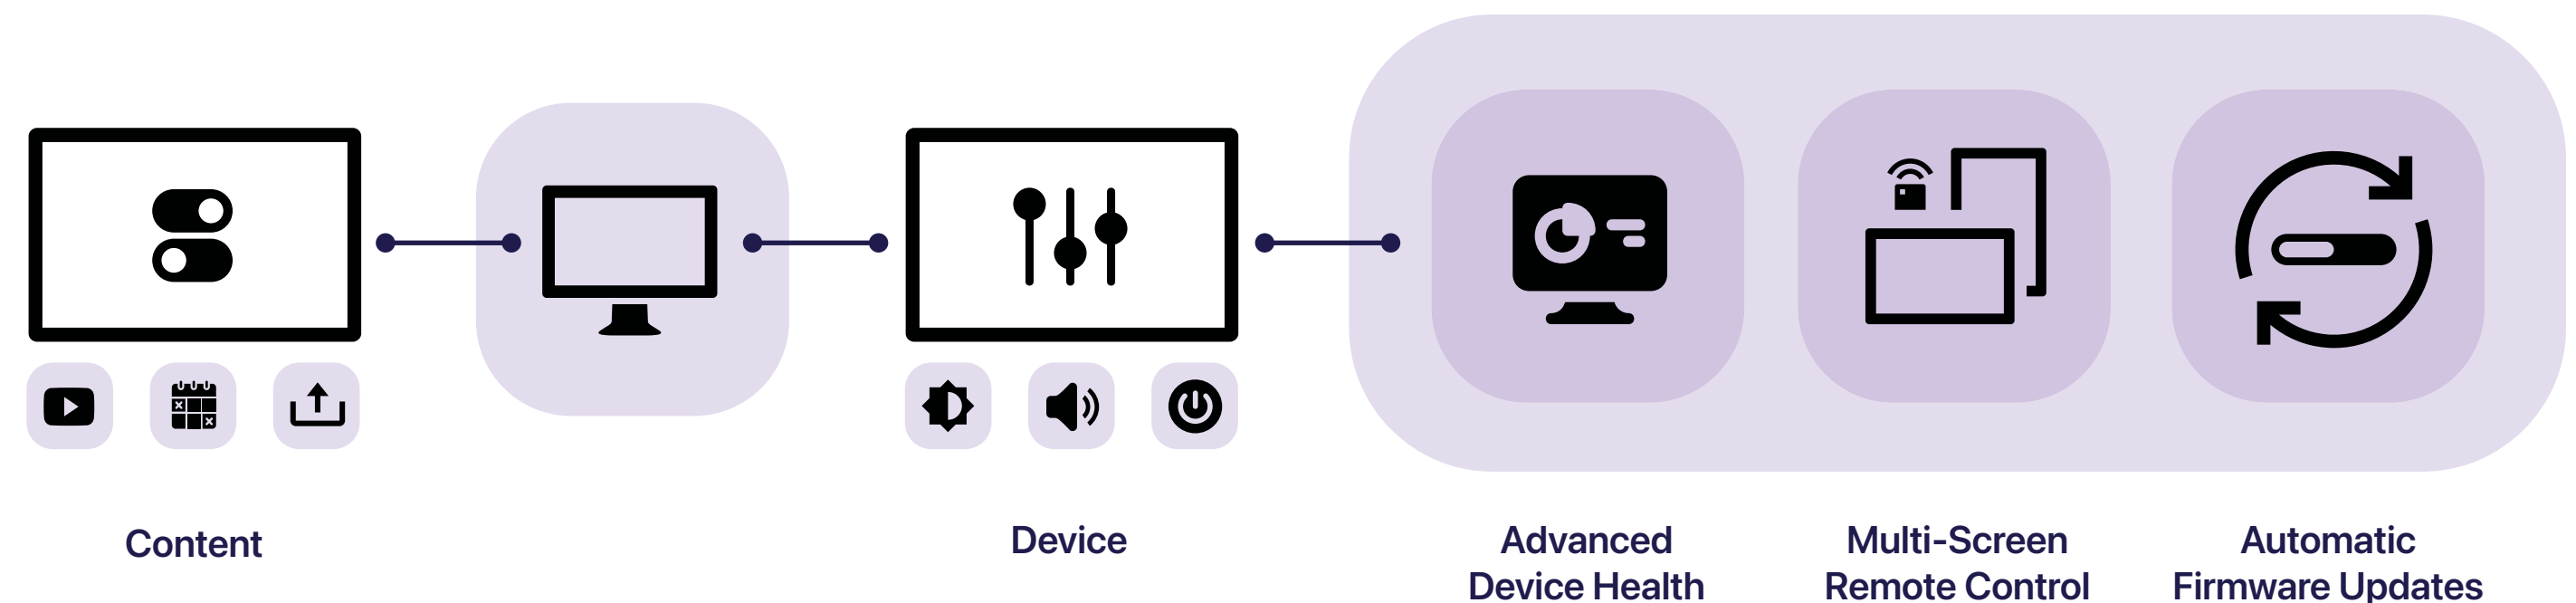 Content
Device
Advanced
Device Health
Multi-Screen
Remote Control
Automatic
Firmware Updates